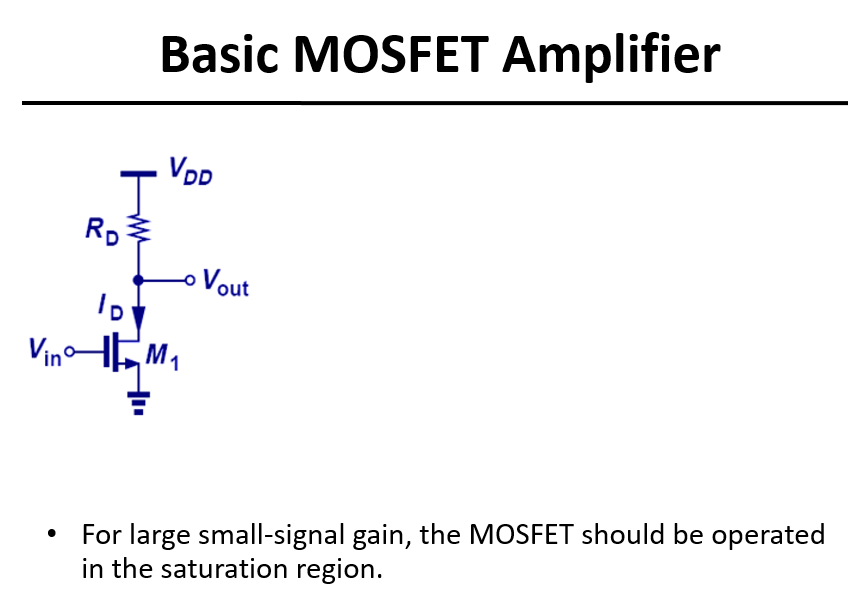 Basic MOSFET Amplifier
VDD
RD
Vout
ID
Vin
M1
• For large small-signal gain, the MOSFET should be operated
in the saturation region.